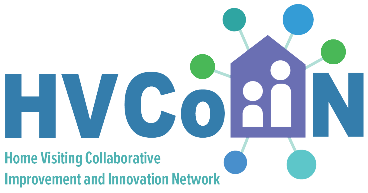 HVCoIIN
Home Visiting Collaborative
Improvement and Innovation Network